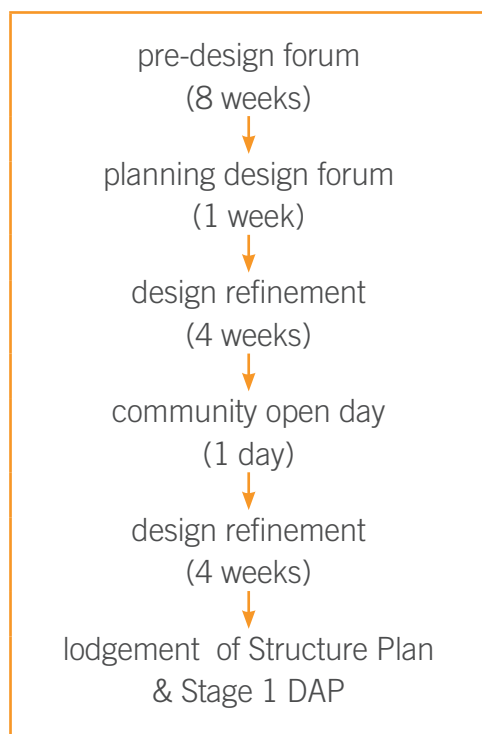 pre-design forum
(8 weeks)
planning design forum
(1 week)
design refinement
(4 weeks)
community open day
(1 day)
design refinement
(4 weeks)
lodgement of Structure Plan
& Stage 1 DAP